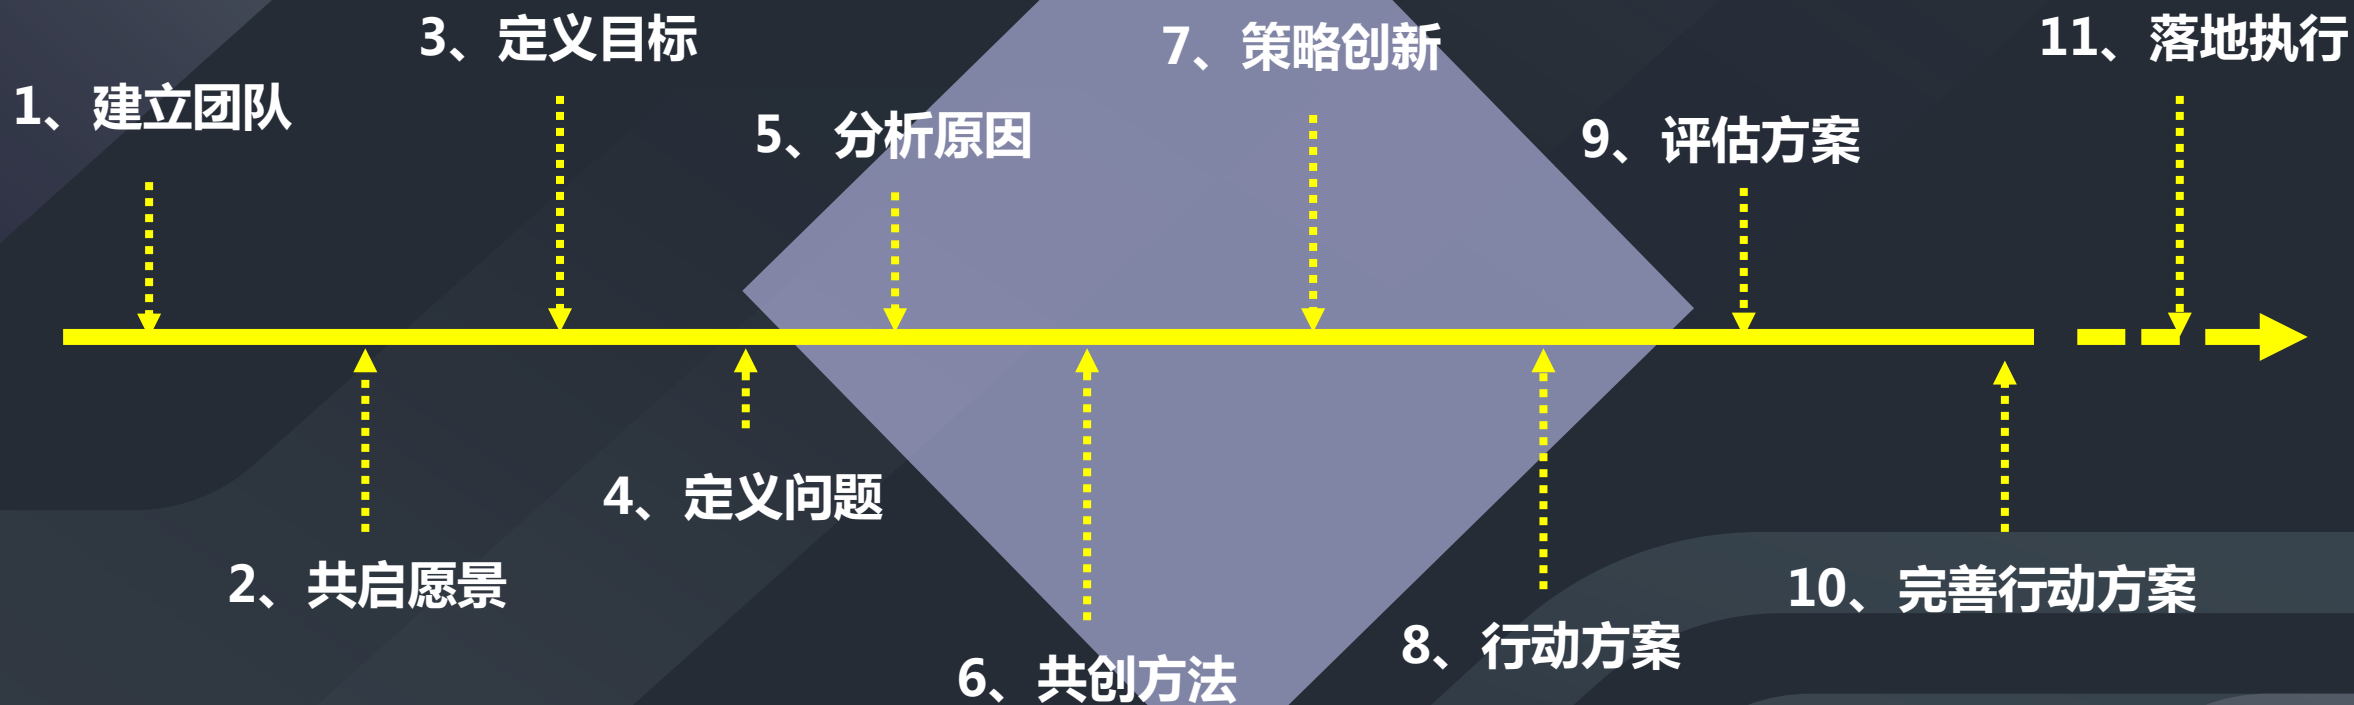 1、建立团队
2、共启愿景
3、定义目标
4、定义问题
5、分析原因
6、共创方法
7、策略创新
8、行动方案
9、评估方案
10、完善行动方案
11、落地执行